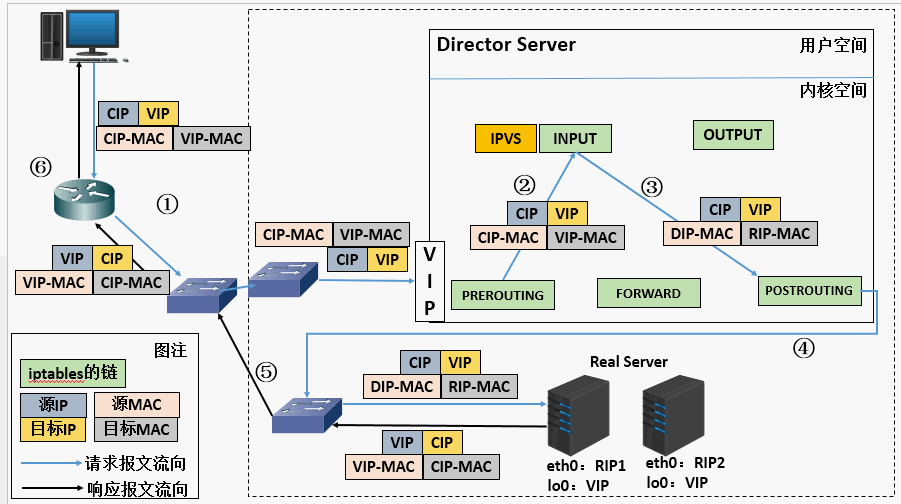 Director Server
用户空间
内核空间
CIP VIP
CIP-MAC VIP-MAC
IPVS INPUT
OUTPUT
⑥
①
②
③
CIP VIP
CIP-MAC VIP-MAC
CIP VIP
DIP-MAC RIP-MAC
CIP-MAC VIP-MAC
CIP VIP
VIP CIP
VIP-MAC CIP-MAC
VIP
PREROUTING
FORWARD
POSTROUTING
④
图注
iptables的链
源IP 源MAC
目标IP 目标MAC
请求报文流向
响应报文流向
⑤
CIP VIP
DIP-MAC RIP-MAC
Real Server
VIP CIP
VIP-MAC CIP-MAC
eth0：RIP1
lo0：VIP
eth0：RIP2
lo0：VIP